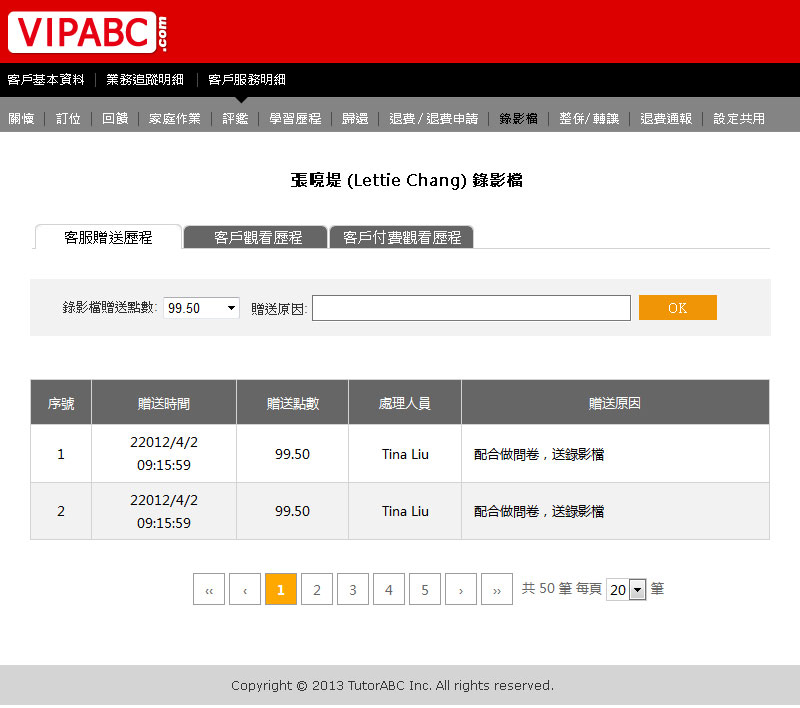 VIPABC.com
客戶基本資料 | 業務追蹤明細 | 客戶服務明細
關懷 | 訂位 | 回饋 | 家庭作業 | 評鑑 | 學習歷程 | 歸還 | 退費 / 退費申請 | 錄影檔 | 整併/ 轉讓 | 退費通報 | 設定共用
張嘵堤 (Lettie Chang) 錄影檔
客服贈送歷程 客戶觀看歷程 客戶付費觀看歷程
錄影檔贈送點數: 99.50 贈送原因: OK
序號 贈送時間 贈送點數 處理人員 贈送原因
1 22012/4/2 09:15:59 99.50 Tina Liu 配合做問卷，送錄影檔
2 22012/4/2 09:15:59 99.50 Tina Liu 配合做問卷，送錄影檔
‹‹ ‹ 1 2 3 4 5 › ›› 共 50 筆 每頁 20 筆
Copyright © 2013 TutorABC Inc. All rights reserved.